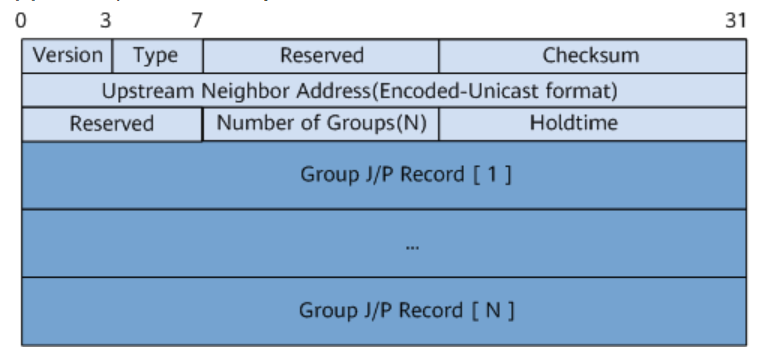 0 3 7 31
Version Type Reserved Checksum
Upstream Neighbor Address(Encoded-Unicast format)
Reserved Number of Groups(N) Holdtime
Group J/P Record [ 1 ]
...
Group J/P Record [ N ]